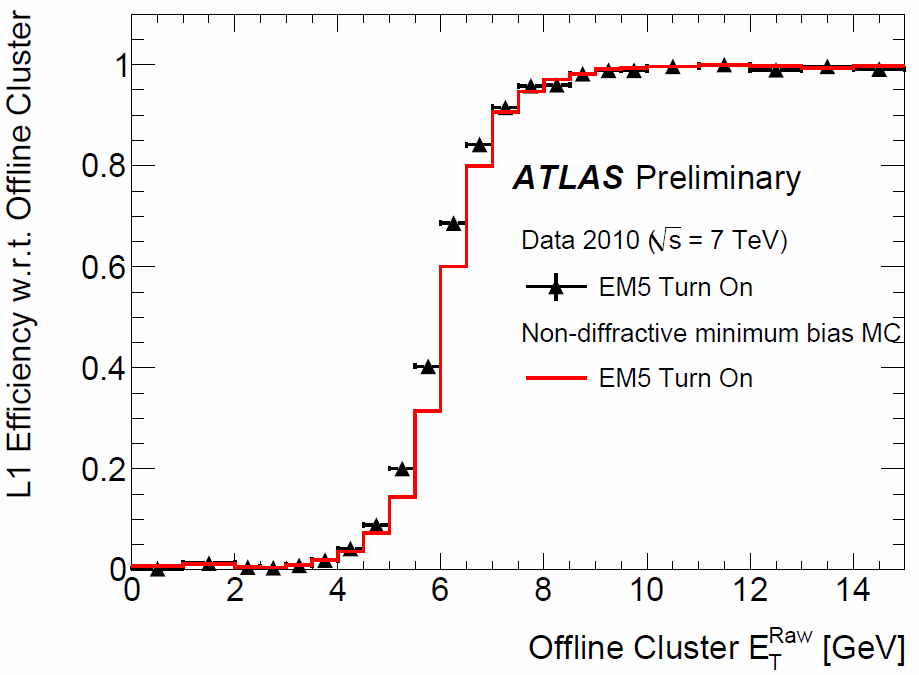 L1 Efficiency w.r.t. Offline Cluster
1
0.8
0.6
0.4
0.2
0
ATLAS Preliminary
Data 2010 (√s = 7 TeV)
EM5 Turn On
Non-diffractive minimum bias MC
EM5 Turn On
0 2 4 6 8 10 12 14
Offline Cluster E_T^Raw [GeV]